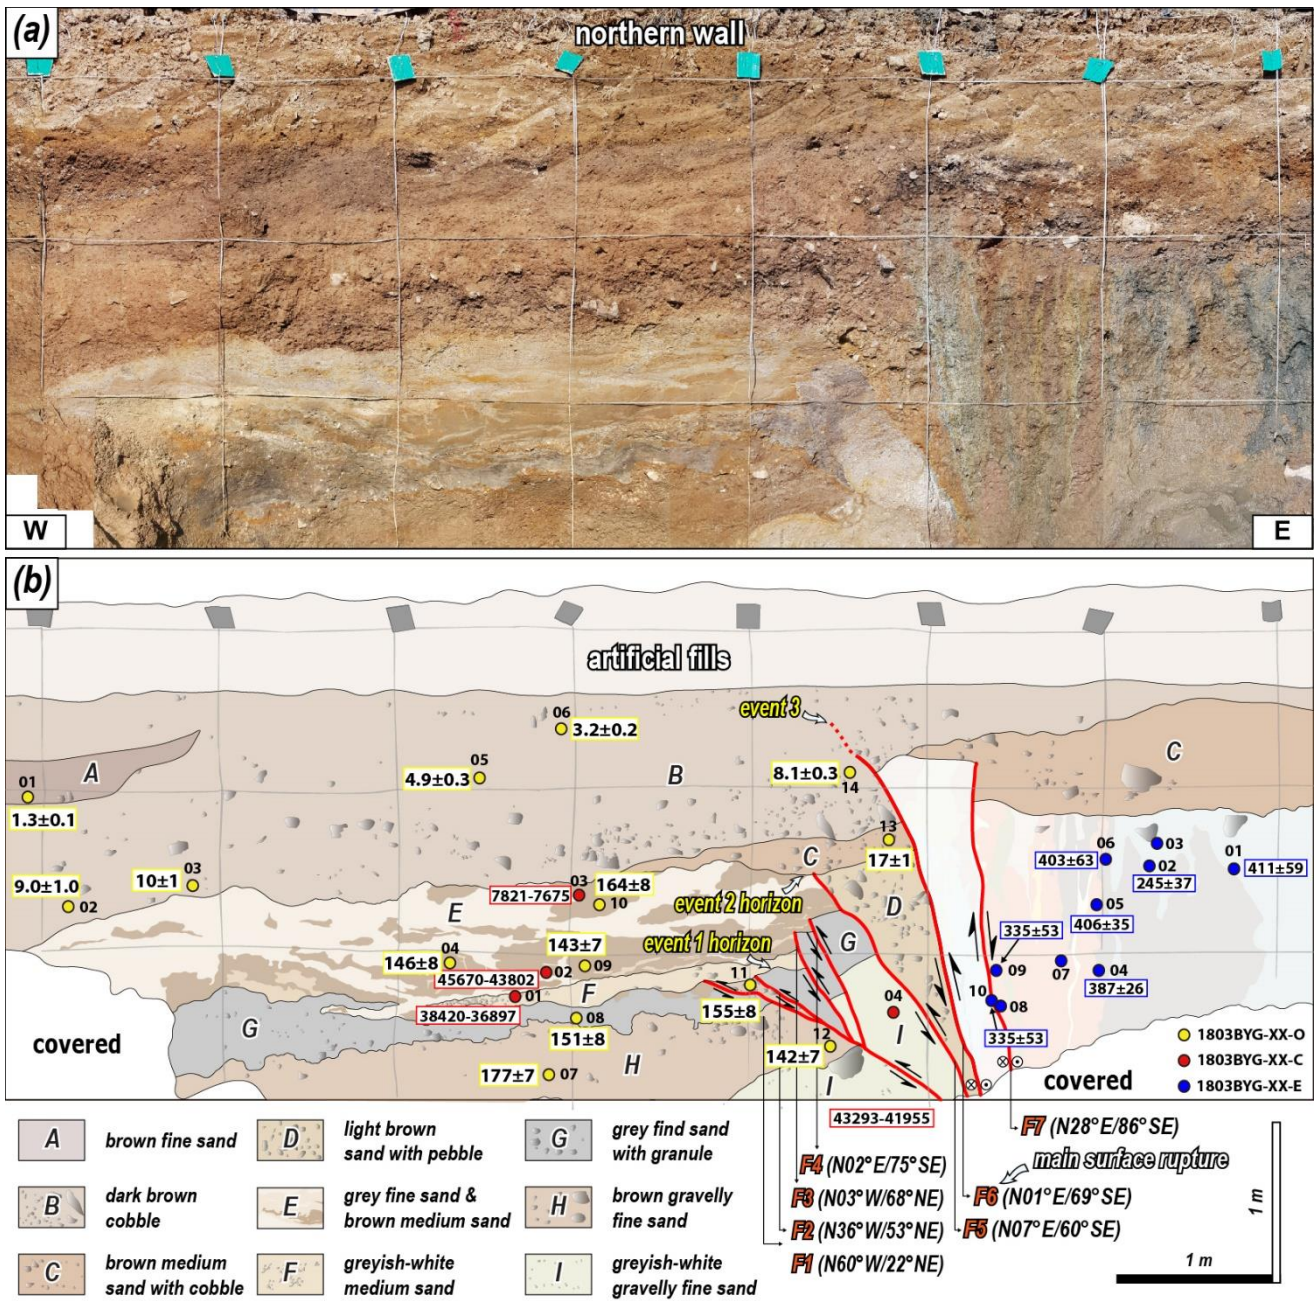 (a)
northern wall
W
E
(b)
artificial fills
event 3
06
3.2±0.2
A
01
1.3±0.1
05
4.9±0.3
B
8.1±0.3
14
C
13
17±1
03
10±1
9.0±1.0
02
03
7821-7675
164±8
10
C
E
event 2 horizon
D
event 1 horizon
G
04
146±8
143±7
09
02
45670-43802
01
38420-36897
F
11
155±8
G
08
151±8
04
I
12
142±7
covered
H
177±7
07
I
43293-41955
06
403±63
03
02
245±37
01
411±59
05
406±35
335±53
09
07
04
387±26
10
08
335±53
covered
1803BYG-XX-O
1803BYG-XX-C
1803BYG-XX-E
A
brown fine sand
B
dark brown
cobble
C
brown medium
sand with cobble
D
light brown
sand with pebble
E
grey fine sand &
brown medium sand
F
greyish-white
medium sand
G
grey find sand
with granule
H
brown gravelly
fine sand
I
greyish-white
gravelly fine sand
F7 (N28°E/86°SE)
main surface rupture
F4 (N02°E/75°SE)
F3 (N03°W/68°NE)
F6 (N01°E/69°SE)
F2 (N36°W/53°NE)
F5 (N07°E/60°SE)
F1 (N60°W/22°NE)
1 m
1 m